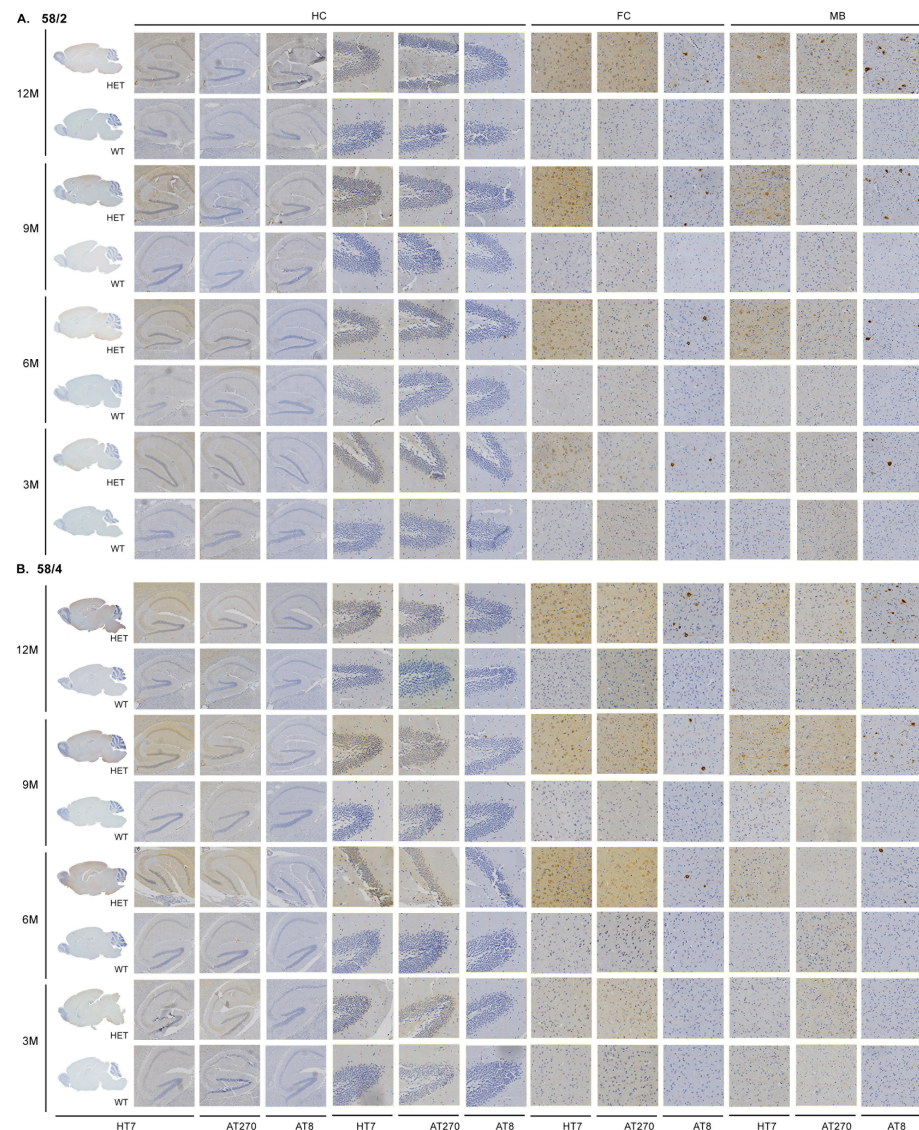 A. 58/2
HC FC MB
12M
HET
WT
9M
HET
WT
6M
HET
WT
3M
HET
WT
B. 58/4
12M
HET
WT
9M
HET
WT
6M
HET
WT
3M
HET
WT
HT7 AT270 AT8 HT7 AT270 AT8 HT7 AT270 AT8 HT7 AT270 AT8